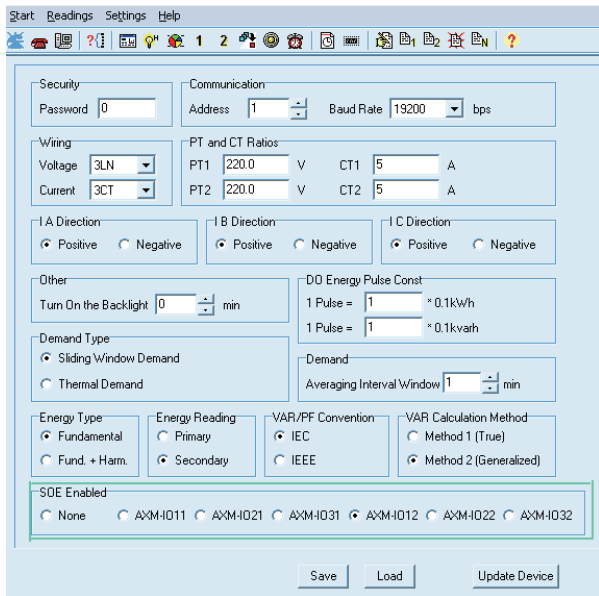 Start Readings Settings Help
1 2 1 2 N ?
Security
Password 0
Communication
Address 1 Baud Rate 19200 bps
Wiring
Voltage 3LN
Current 3CT
PT and CT Ratios
PT1 220.0 V CT1 5 A
PT2 220.0 V CT2 5 A
I A Direction
Positive Negative
I B Direction
Positive Negative
I C Direction
Positive Negative
Other
Turn On the Backlight 0 min
DO Energy Pulse Const
1 Pulse = 1 * 0.1kWh
1 Pulse = 1 * 0.1kvarh
Demand Type
Sliding Window Demand
Thermal Demand
Demand
Averaging Interval Window 1 min
Energy Type
Fundamental
Fund. + Harm.
Energy Reading
Primary
Secondary
VAR/PF Convention
IEC
IEEE
VAR Calculation Method
Method 1 (True)
Method 2 (Generalized)
SOE Enabled
None AXM-IO11 AXM-IO21 AXM-IO31 AXM-IO12 AXM-IO22 AXM-IO32
Save Load Update Device